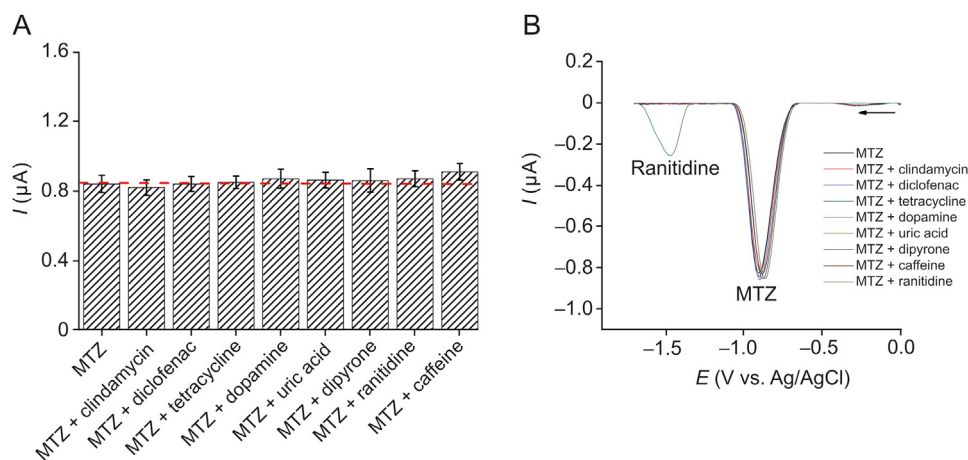 A
1.6
1.2
0.8
0.4
0
I (μA)
MTZ
MTZ + clindamycin
MTZ + diclofenac
MTZ + tetracycline
MTZ + dopamine
MTZ + uric acid
MTZ + dipyrone
MTZ + ranitidine
MTZ + caffeine
B
0.2
0
−0.2
−0.4
−0.6
−0.8
−1.0
I (μA)
Ranitidine
MTZ
MTZ
MTZ + clindamycin
MTZ + diclofenac
MTZ + tetracycline
MTZ + dopamine
MTZ + uric acid
MTZ + dipyrone
MTZ + caffeine
MTZ + ranitidine
−1.5
−1.0
−0.5
0.0
E (V vs. Ag/AgCl)